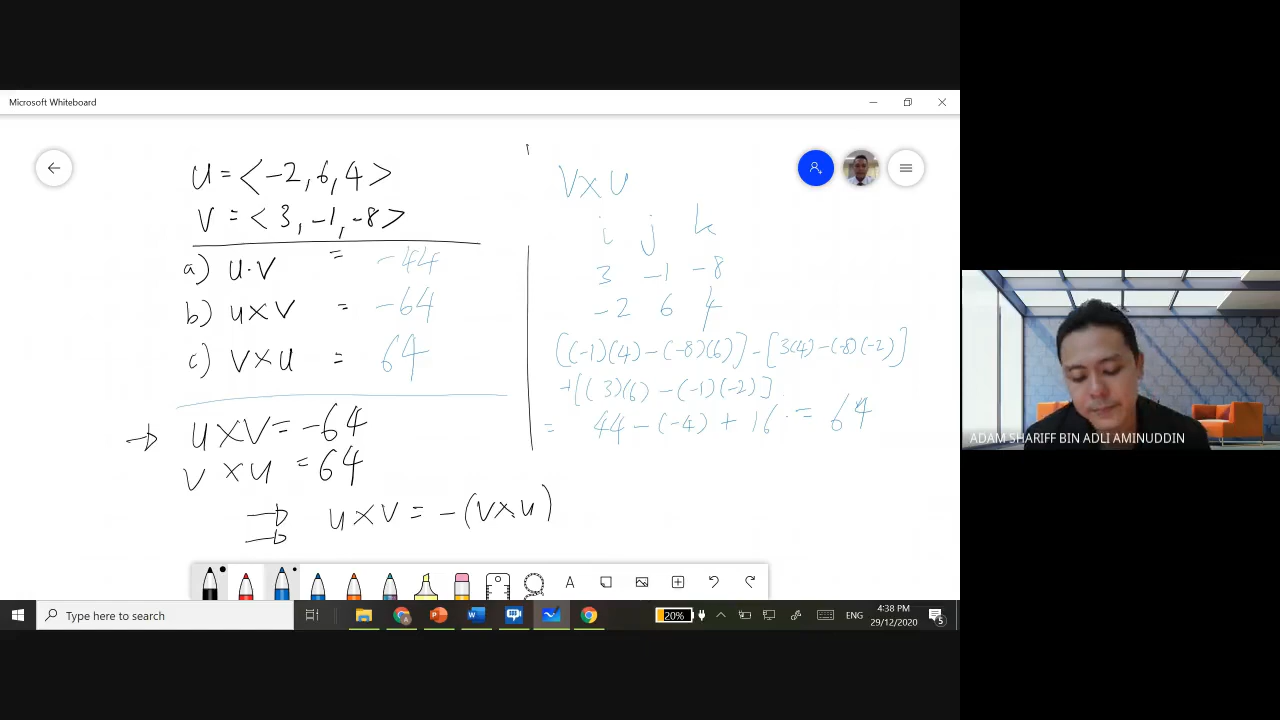 Microsoft Whiteboard
u = < -2, 6, 4 >
v = < 3, -1, -8 >
a) u·v = -44
b) u×v = -64
c) v×u = 64
→ u×v = -64
v×u = 64
⇒ u×v = -(v×u)
v×u
i j k
3 -1 -8
-2 6 4
[(-1)(4) - (-8)(6)] - [3(4) - (-8)(-2)]
+[(3)(6) - (-1)(-2)]
= 44 - (-4) + 16 = 64
ADAM SHARIFF BIN ADLI AMINUDDIN
A
Type here to search
20%
ENG
4:38 PM
29/12/2020
5